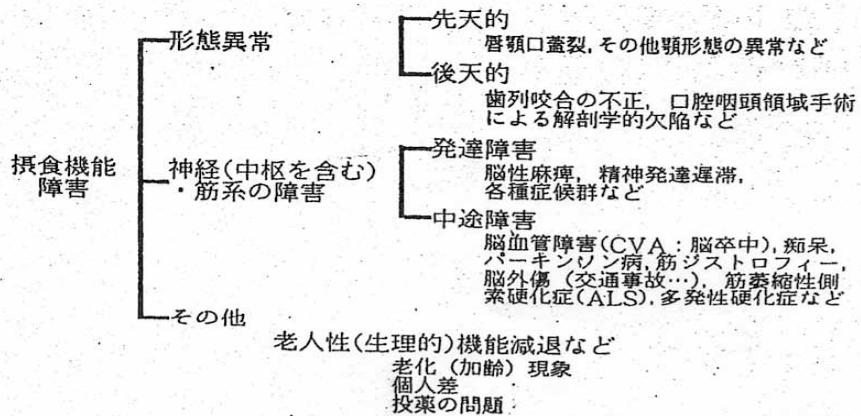 形態異常
先天的
唇顎口蓋裂，その他顎形態の異常など
後天的
歯列咬合の不正，口腔咽頭領域手術
による解剖学的欠陥など
摂食機能
障害
神経(中枢を含む)
・筋系の障害
発達障害
脳性麻痺，精神発達遅滞，
各種症候群など
中途障害
脳血管障害(CVA：脳卒中)，痴呆，
パーキンソン病，筋ジストロフィー，
脳外傷（交通事故…），筋萎縮性側
索硬化症(ALS)，多発性硬化症など
その他
老人性(生理的)機能減退など
老化（加齢）現象
個人差
投薬の問題